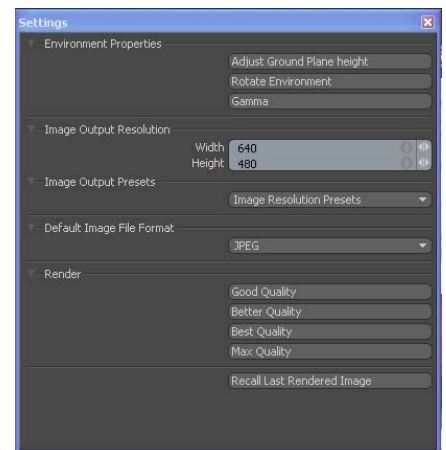 Settings
Environment Properties
Adjust Ground Plane height
Rotate Environment
Gamma
Image Output Resolution
Width 640
Height 480
Image Output Presets
Image Resolution Presets
Default Image File Format
JPEG
Render
Good Quality
Better Quality
Best Quality
Max Quality
Recall Last Rendered Image